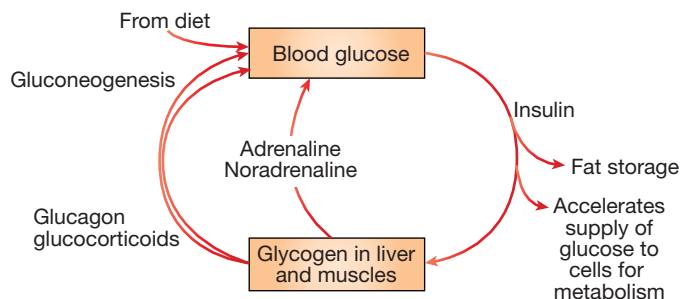 From diet
Blood glucose
Gluconeogenesis
Insulin
Adrenaline
Noradrenaline
Fat storage
Glucagon
glucocorticoids
Accelerates
supply of
glucose to
cells for
metabolism
Glycogen in liver
and muscles